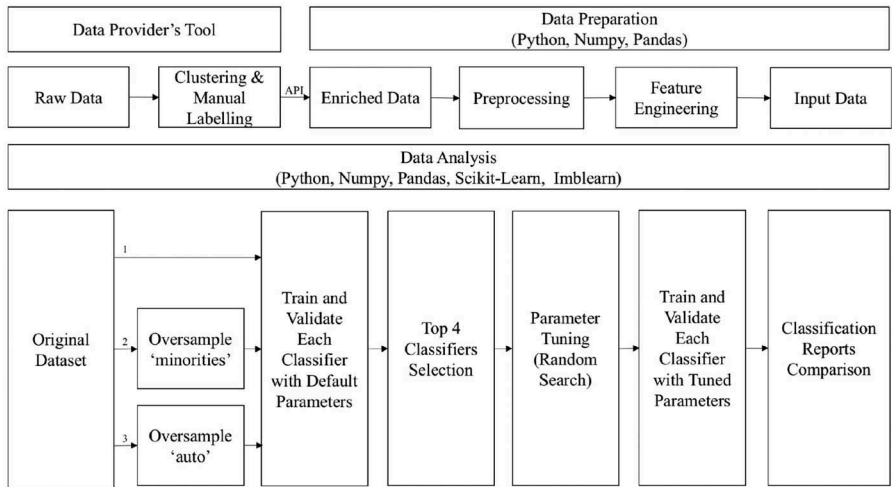 Data Provider's Tool
Data Preparation
(Python, Numpy, Pandas)
Raw Data
Clustering &
Manual
Labelling
API
Enriched Data
Preprocessing
Feature
Engineering
Input Data
Data Analysis
(Python, Numpy, Pandas, Scikit-Learn, Imblearn)
Original
Dataset
1
2
3
Oversample
'minorities'
Oversample
'auto'
Train and
Validate
Each
Classifier
with Default
Parameters
Top 4
Classifiers
Selection
Parameter
Tuning
(Random
Search)
Train and
Validate
Each
Classifier
with Tuned
Parameters
Classification
Reports
Comparison